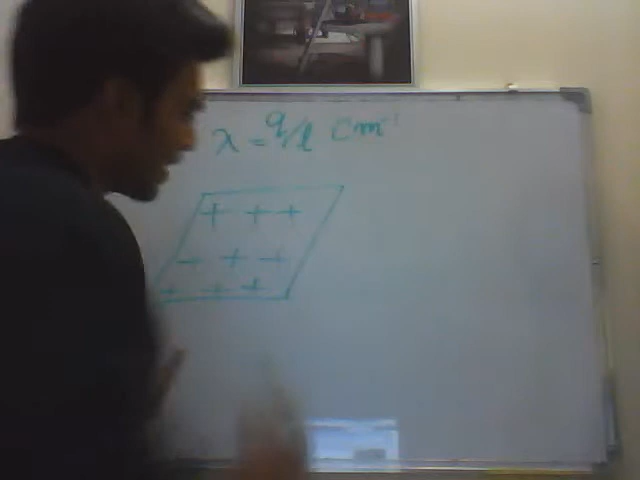 λ = q/l Cm⁻¹
+ + +
- + +
+ + +